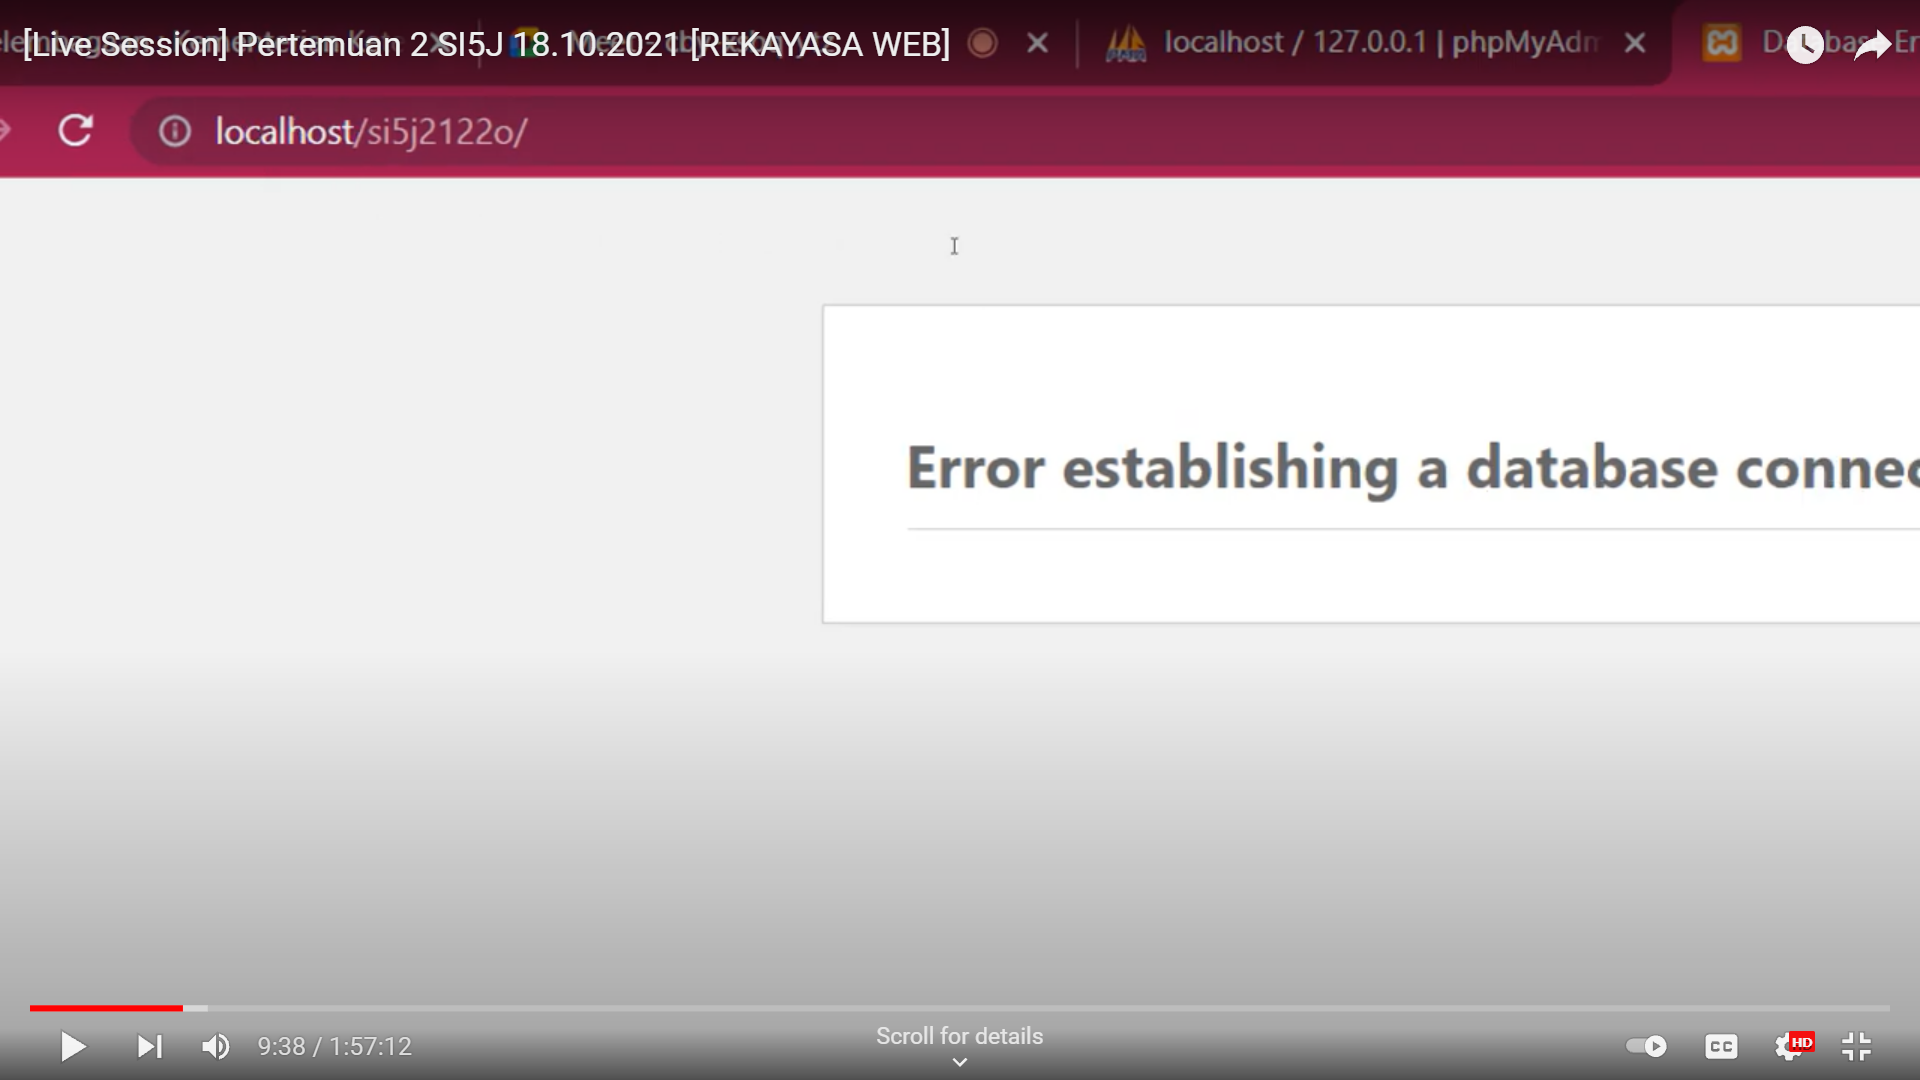 [Live Session] Pertemuan 2 SI5J 18.10.2021 [REKAYASA WEB]
localhost / 127.0.0.1 | phpMyAdm
localhost/si5j2122o/
Error establishing a database connec
9:38 / 1:57:12
Scroll for details
CC
HD